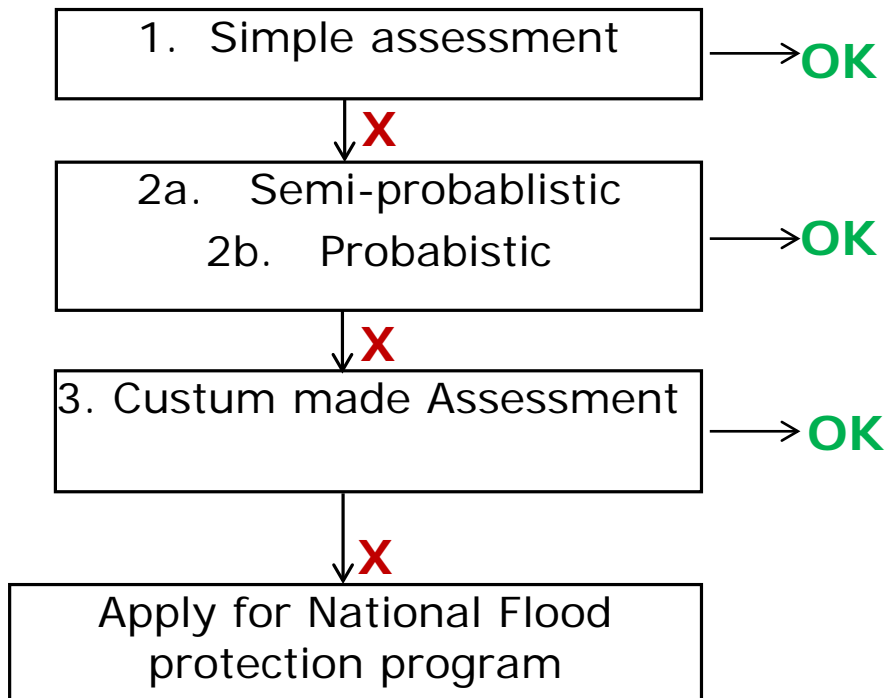 1. Simple assessment
OK
X
2a. Semi-probablistic
2b. Probabistic
OK
X
3. Custum made Assessment
OK
X
Apply for National Flood
protection program